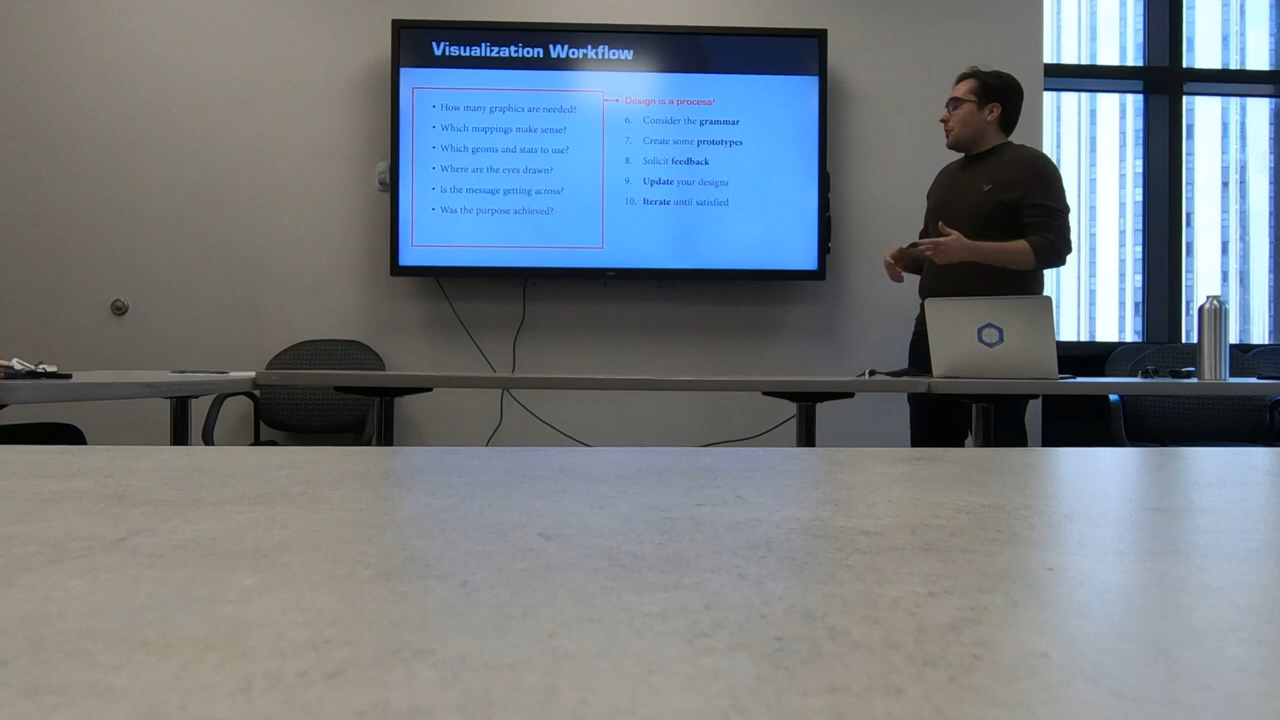 Visualization Workflow
• How many graphics are needed?
• Which mappings make sense?
• Which geoms and stats to use?
• Where are the eyes drawn?
• Is the message getting across?
• Was the purpose achieved?
Design is a process!
6. Consider the grammar
7. Create some prototypes
8. Solicit feedback
9. Update your designs
10. Iterate until satisfied